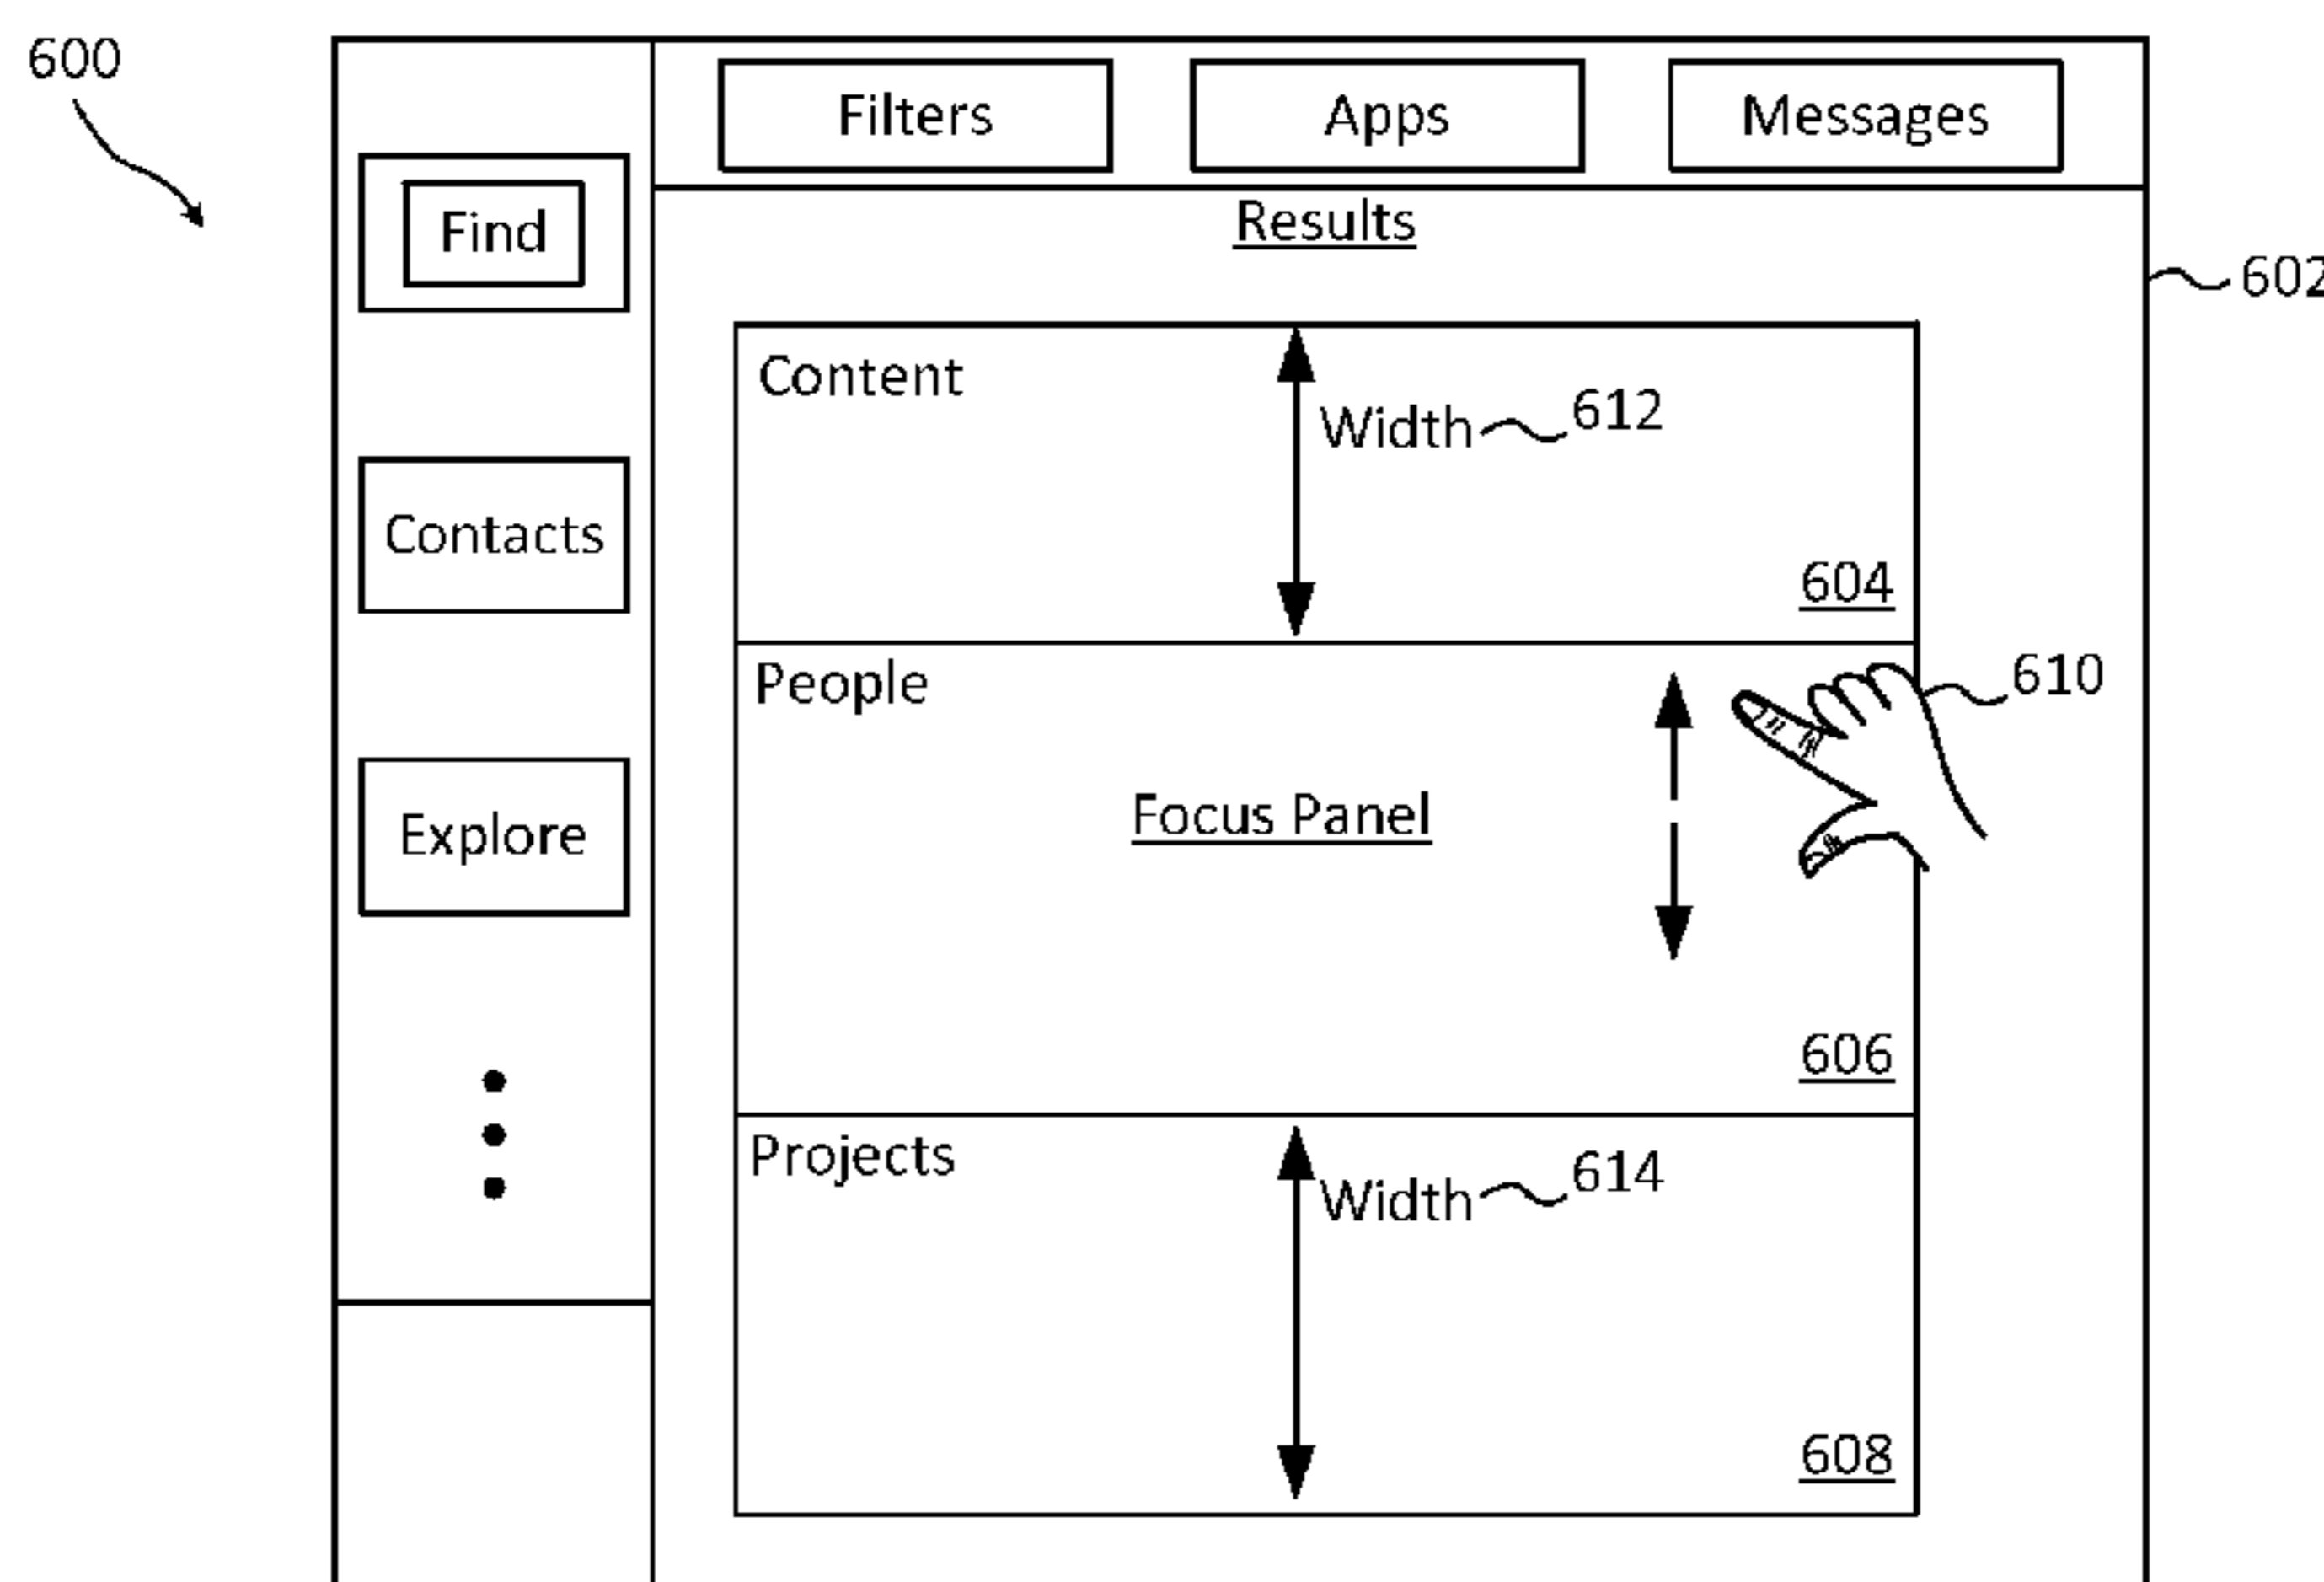 600
Filters
Apps
Messages
Find
Results
602
Content
Width
612
Contacts
604
People
610
Focus Panel
Explore
606
Projects
Width
614
608